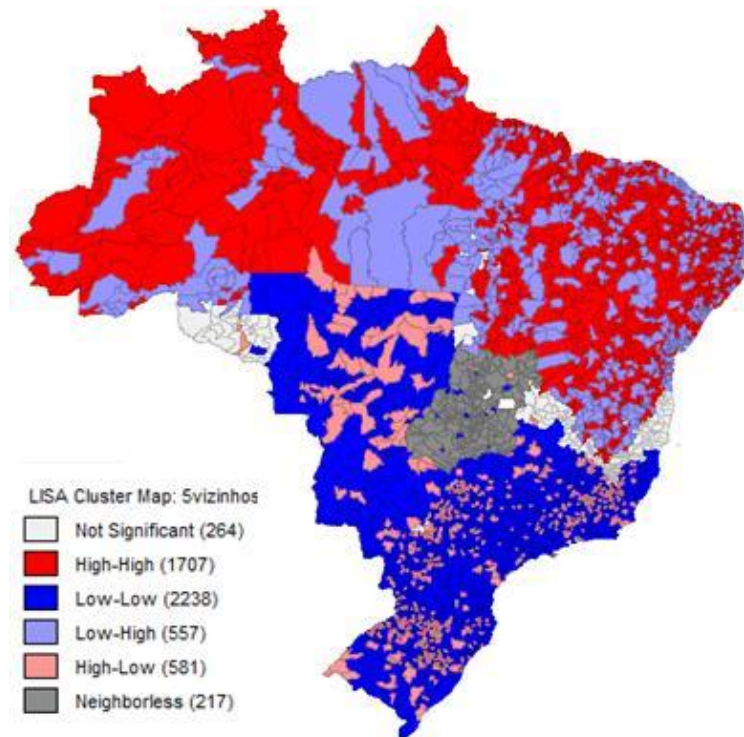 LISA Cluster Map: 5vizinhos
Not Significant (264)
High-High (1707)
Low-Low (2238)
Low-High (557)
High-Low (581)
Neighborless (217)